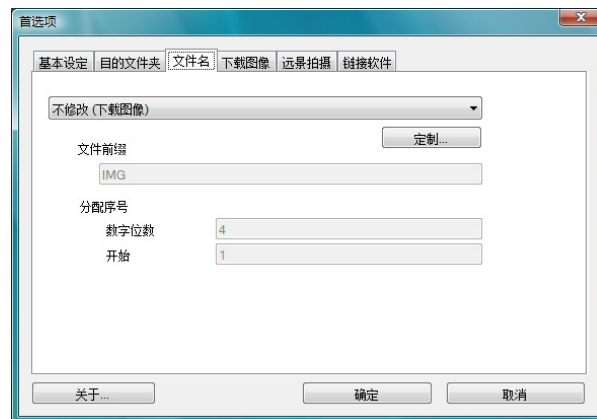 首选项
基本设定 目的文件夹 文件名 下载图像 远景拍摄 链接软件
不修改 (下载图像)
定制...
文件前缀
IMG
分配序号
数字位数 4
开始 1
关于... 确定 取消